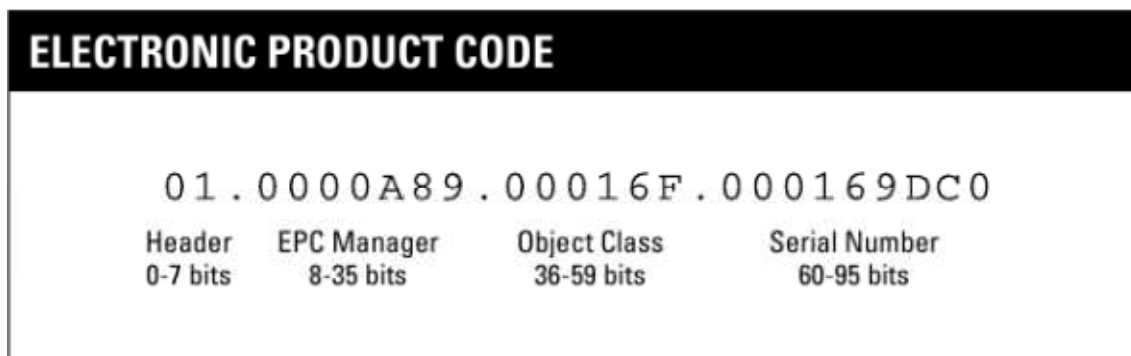 ELECTRONIC PRODUCT CODE
01.0000A89.00016F.000169DC0
Header EPC Manager Object Class Serial Number
0-7 bits 8-35 bits 36-59 bits 60-95 bits